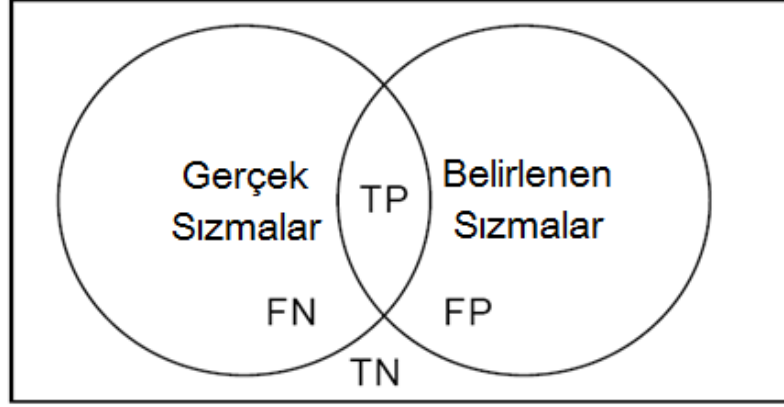 Gerçek
Sızmalar
TP
Belirlenen
Sızmalar
FN
FP
TN